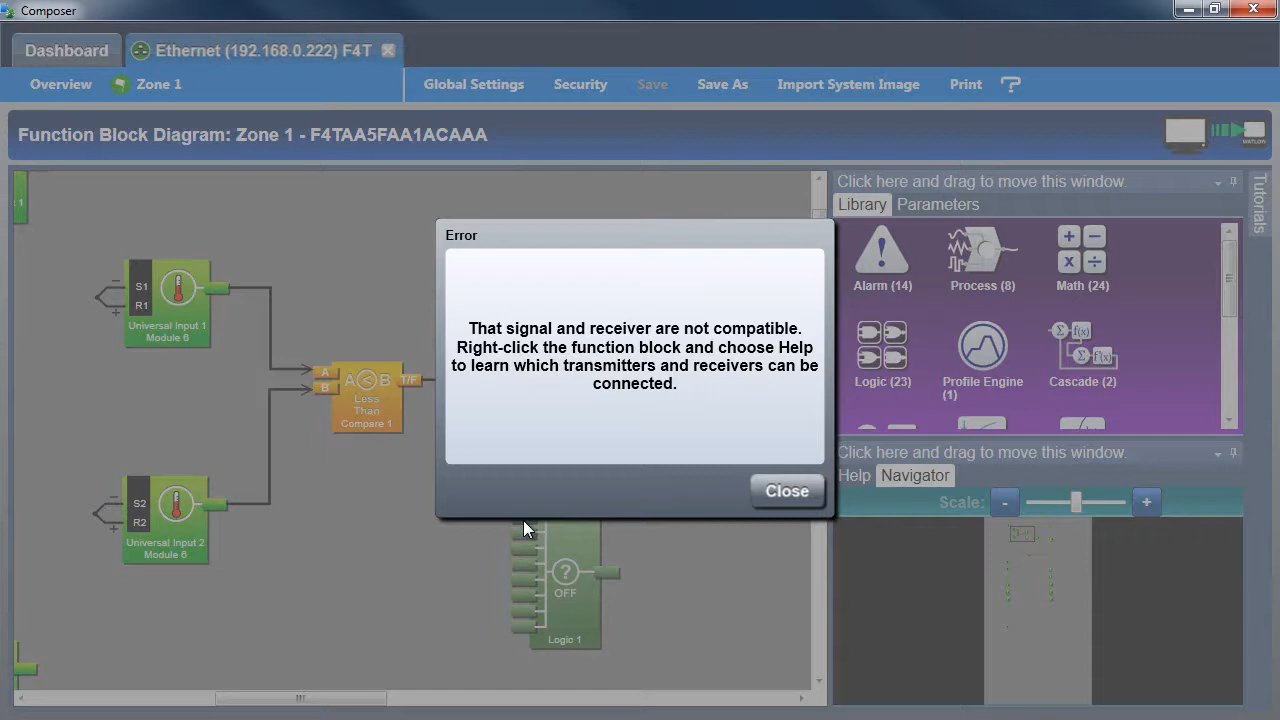 Composer
Dashboard
Ethernet (192.168.0.222) F4T
Overview
Zone 1
Global Settings
Security
Save
Save As
Import System Image
Print
Function Block Diagram: Zone 1 - F4TAA5FAA1ACAAA
WATLOW
1
S1
R1
Universal Input 1
Module 6
A
B
A<B
T/F
Less
Than
Compare 1
S2
R2
Universal Input 2
Module 6
?
OFF
Logic 1
Error
That signal and receiver are not compatible.
Right-click the function block and choose Help
to learn which transmitters and receivers can be
connected.
Close
Click here and drag to move this window.
Library
Parameters
Alarm (14)
Process (8)
Math (24)
Logic (23)
Profile Engine
(1)
Σ f(x)
Σ f(x)
Cascade (2)
Tutorials
Click here and drag to move this window.
Help
Navigator
Scale:
-
+